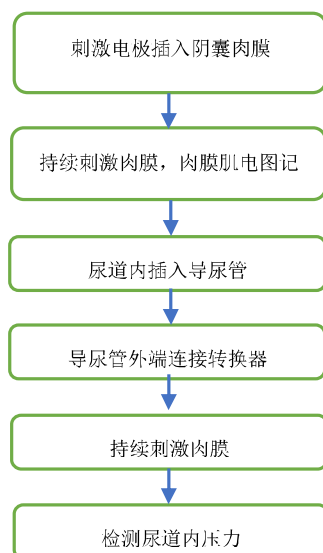 刺激电极插入阴囊肉膜
持续刺激肉膜，肉膜肌电图记
尿道内插入导尿管
导尿管外端连接转换器
持续刺激肉膜
检测尿道内压力